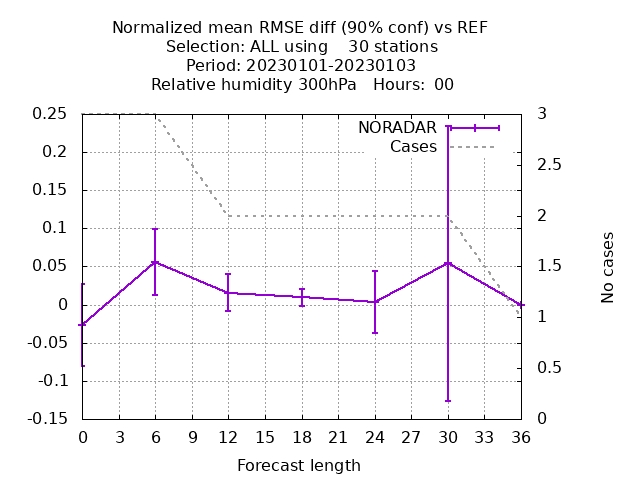 Normalized mean RMSE diff (90% conf) vs REF
Selection: ALL using    30 stations
Period: 20230101-20230103
Relative humidity 300hPa   Hours:  00
NORADAR
Cases
0.25
0.2
0.15
0.1
0.05
0
-0.05
-0.1
-0.15
3
2.5
2
1.5
1
0.5
0
No cases
0 3 6 9 12 15 18 21 24 27 30 33 36
Forecast length